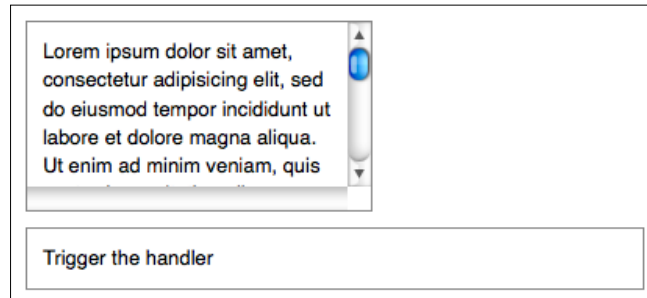 Lorem ipsum dolor sit amet,
consectetur adipisicing elit, sed
do eiusmod tempor incididunt ut
labore et dolore magna aliqua.
Ut enim ad minim veniam, quis
Trigger the handler